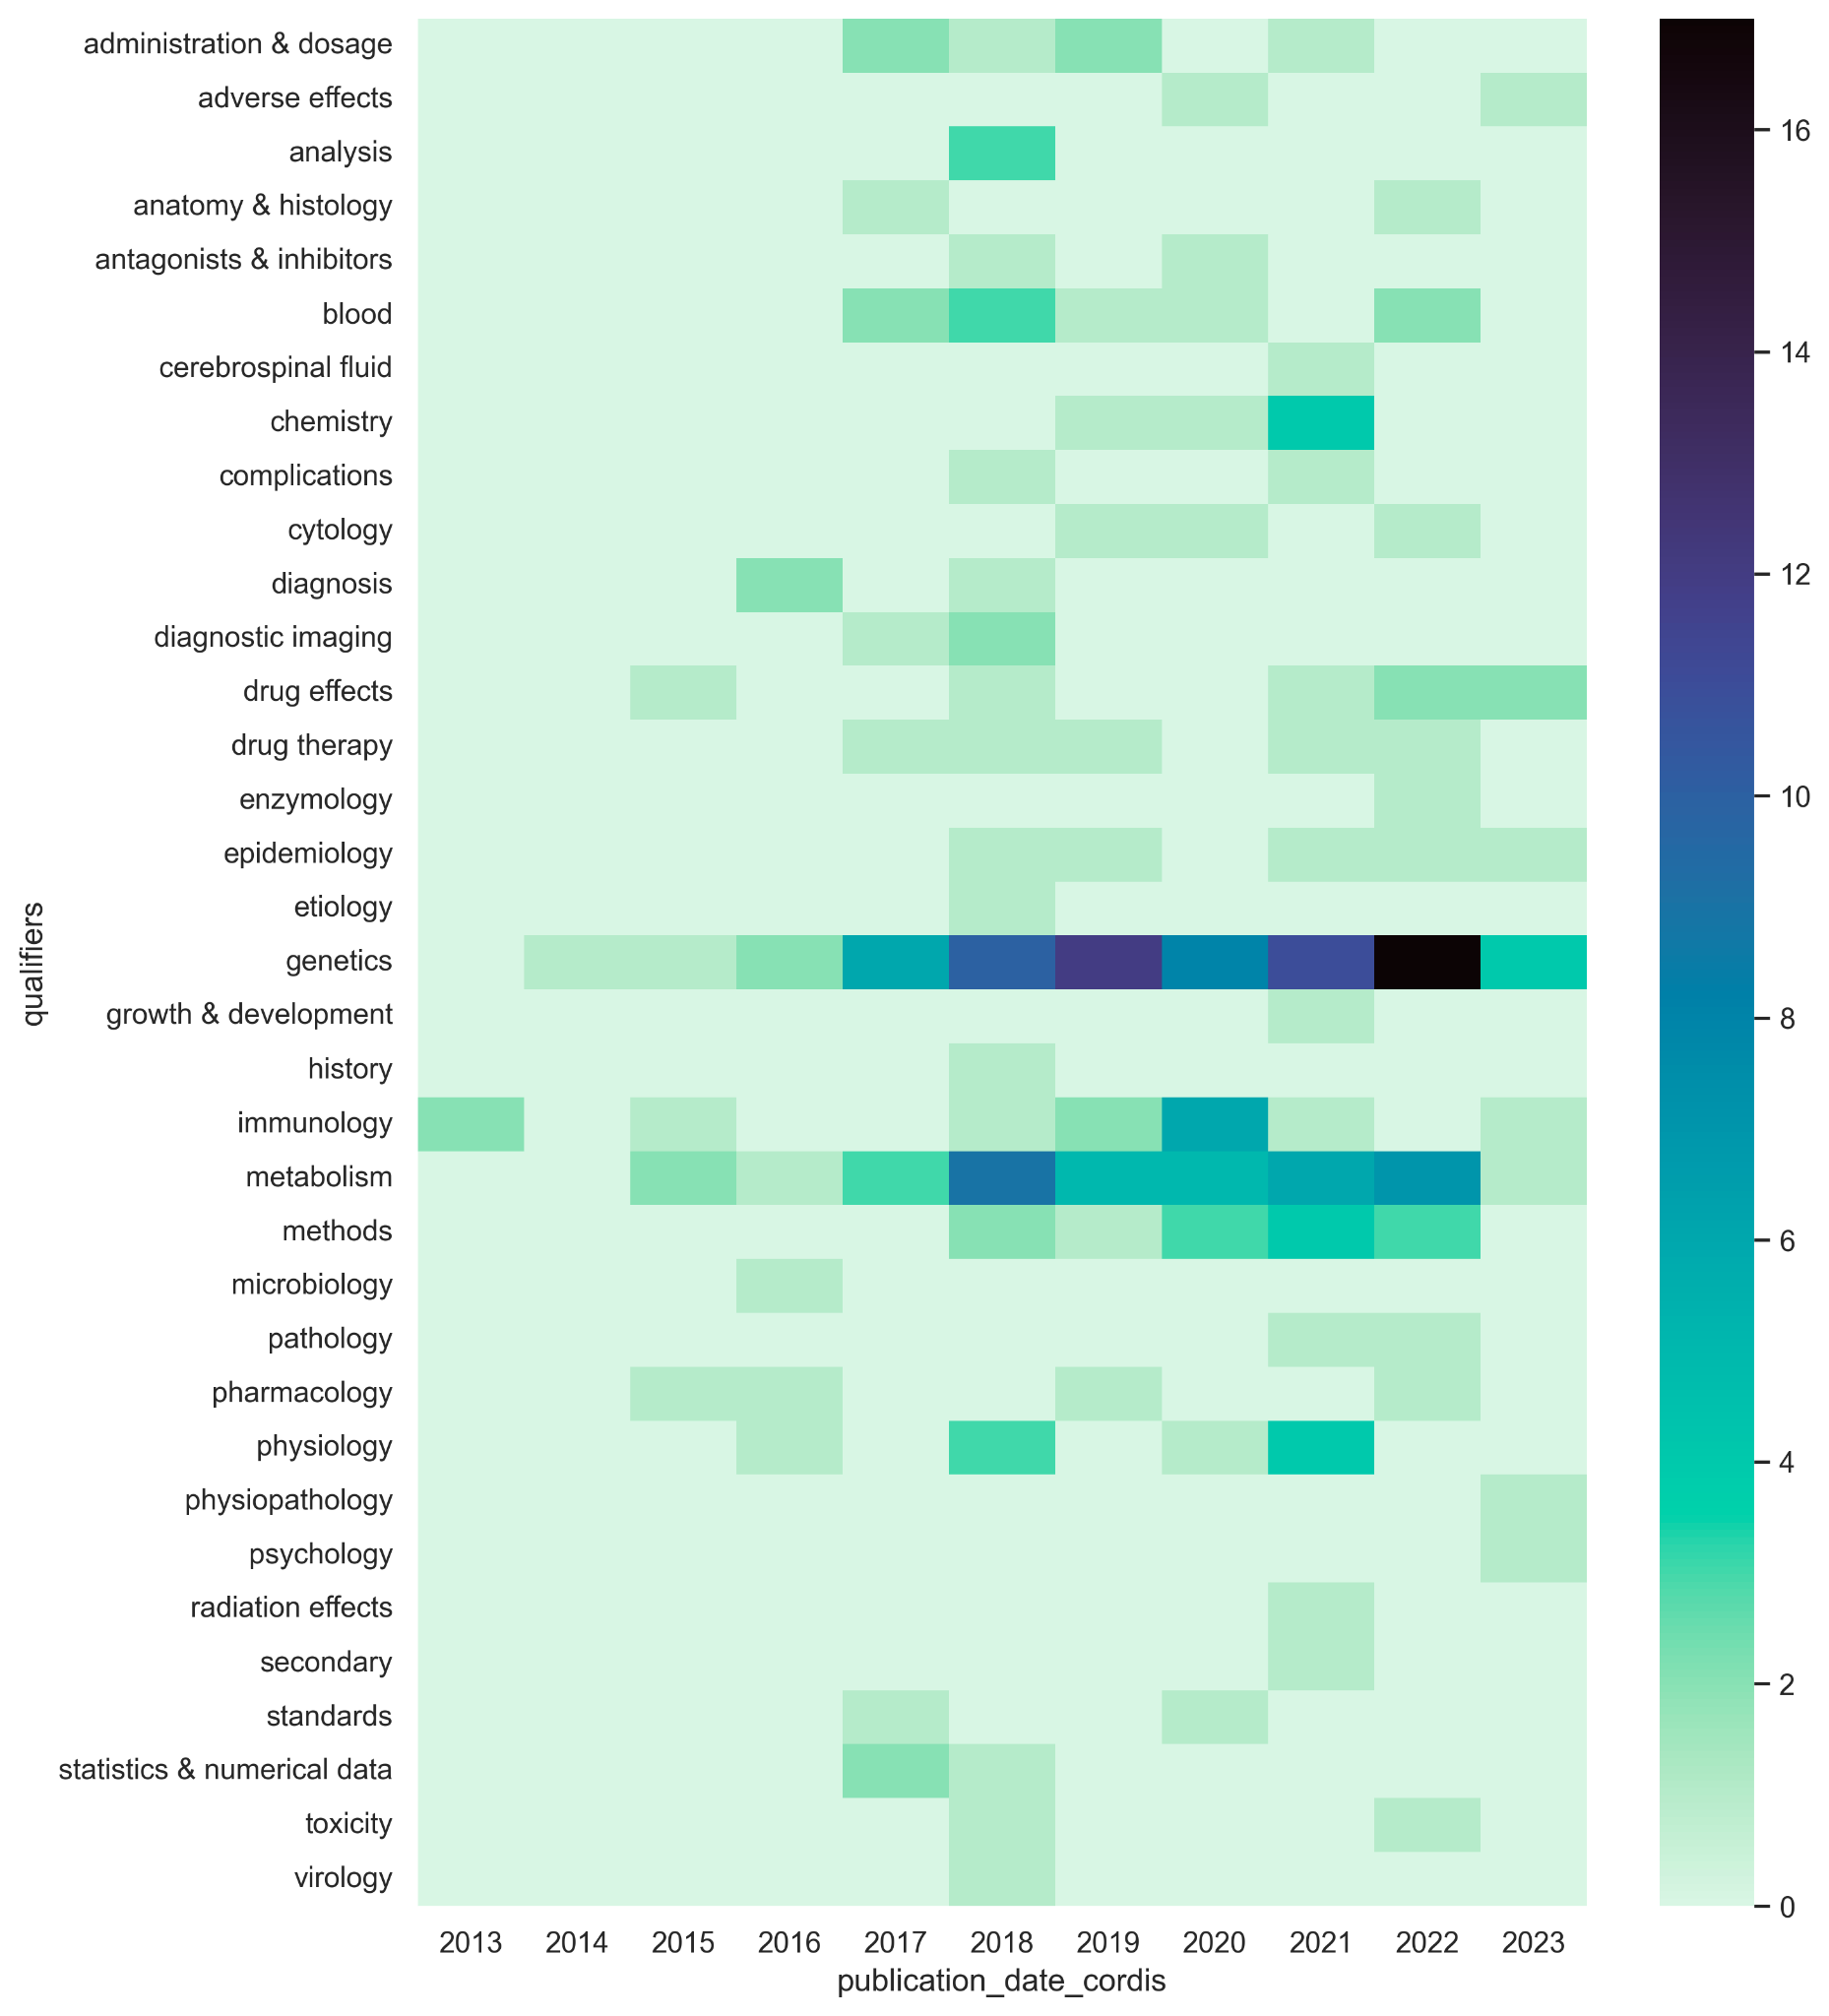 administration & dosage
adverse effects
analysis
anatomy & histology
antagonists & inhibitors
blood
cerebrospinal fluid
chemistry
complications
cytology
diagnosis
diagnostic imaging
drug effects
drug therapy
enzymology
epidemiology
etiology
genetics
growth & development
history
immunology
metabolism
methods
microbiology
pathology
pharmacology
physiology
physiopathology
psychology
radiation effects
secondary
standards
statistics & numerical data
toxicity
virology
qualifiers
2013 2014 2015 2016 2017 2018 2019 2020 2021 2022 2023
publication_date_cordis
16
14
12
10
8
6
4
2
0